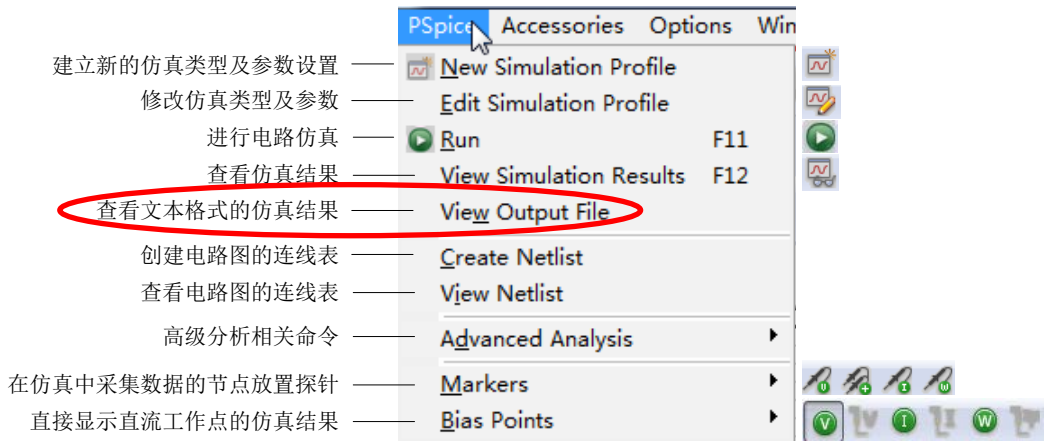 PSpice Accessories Options Win
建立新的仿真类型及参数设置 New Simulation Profile
修改仿真类型及参数 Edit Simulation Profile
进行电路仿真 Run F11
查看仿真结果 View Simulation Results F12
查看文本格式的仿真结果 View Output File
创建电路图的连线表 Create Netlist
查看电路图的连线表 View Netlist
高级分析相关命令 Advanced Analysis
在仿真中采集数据的节点放置探针 Markers
直接显示直流工作点的仿真结果 Bias Points V V I I W